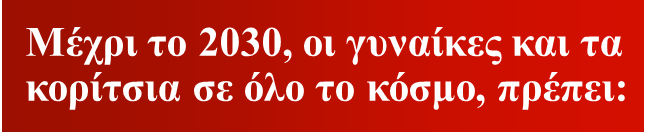 Μέχρι το 2030, οι γυναίκες και τα
κορίτσια σε όλο το κόσμο, πρέπει: